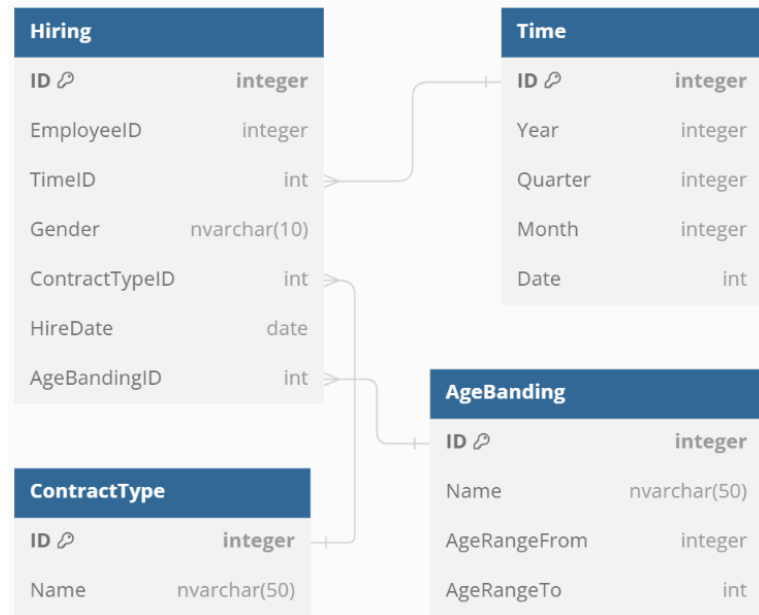 Hiring
ID integer
EmployeeID integer
TimeID int
Gender nvarchar(10)
ContractTypeID int
HireDate date
AgeBandingID int
Time
ID integer
Year integer
Quarter integer
Month integer
Date int
ContractType
ID integer
Name nvarchar(50)
AgeBanding
ID integer
Name nvarchar(50)
AgeRangeFrom integer
AgeRangeTo int